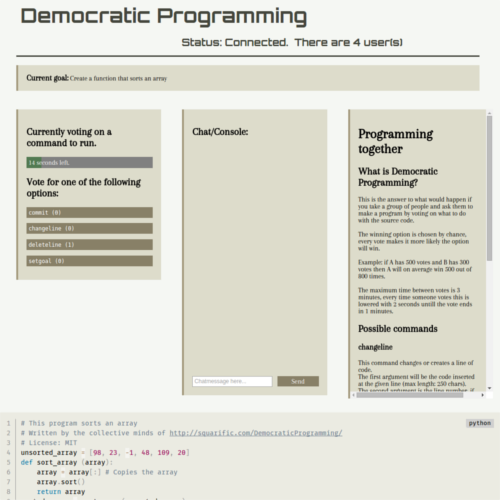 Democratic Programming
Status: Connected. There are 4 user(s)
Current goal: Create a function that sorts an array
Currently voting on a
command to run.
14 seconds left.
Vote for one of the following
options:
commit (0)
changeline (0)
deleteline (1)
setgoal (0)
Chat/Console:
Chatmessage here...
Send
Programming
together
What is Democratic
Programming?
This is the answer to what would happen if
you take a group of people and ask them to
make a program by voting on what to do
with the source code.
The winning option is chosen by chance,
every vote makes it more likely the option
will win.
Example: if A has 500 votes and B has 300
votes then A will on average win 500 out of
800 times.
The maximum time between votes is 3
minutes, every time someone votes this is
lowered with 2 seconds untill the vote ends
in 1 minutes.
Possible commands
changeline
This command changes or creates a line of
code.
The first argument will be the code inserted
at the given line (max length: 250 chars).
The second argument is the line number, if
python
1 # This program sorts an array
2 # Written by the collective minds of http://squarific.com/DemocraticProgramming/
3 # License: MIT
4 unsorted_array = [98, 23, -1, 48, 109, 20]
5 def sort_array (array):
6 array = array[:] # Copies the array
7 array.sort()
8 return array